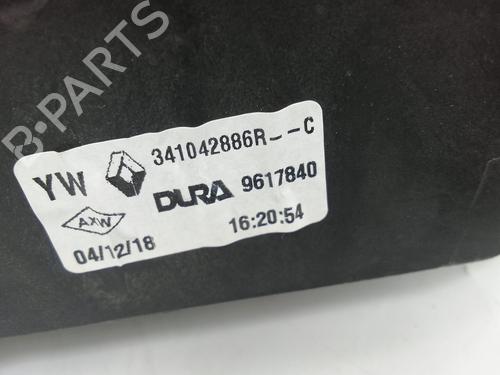 B-PARTS
YW 341042886R--C
DURA 9617840
AXW
04/12/18 16:20:54